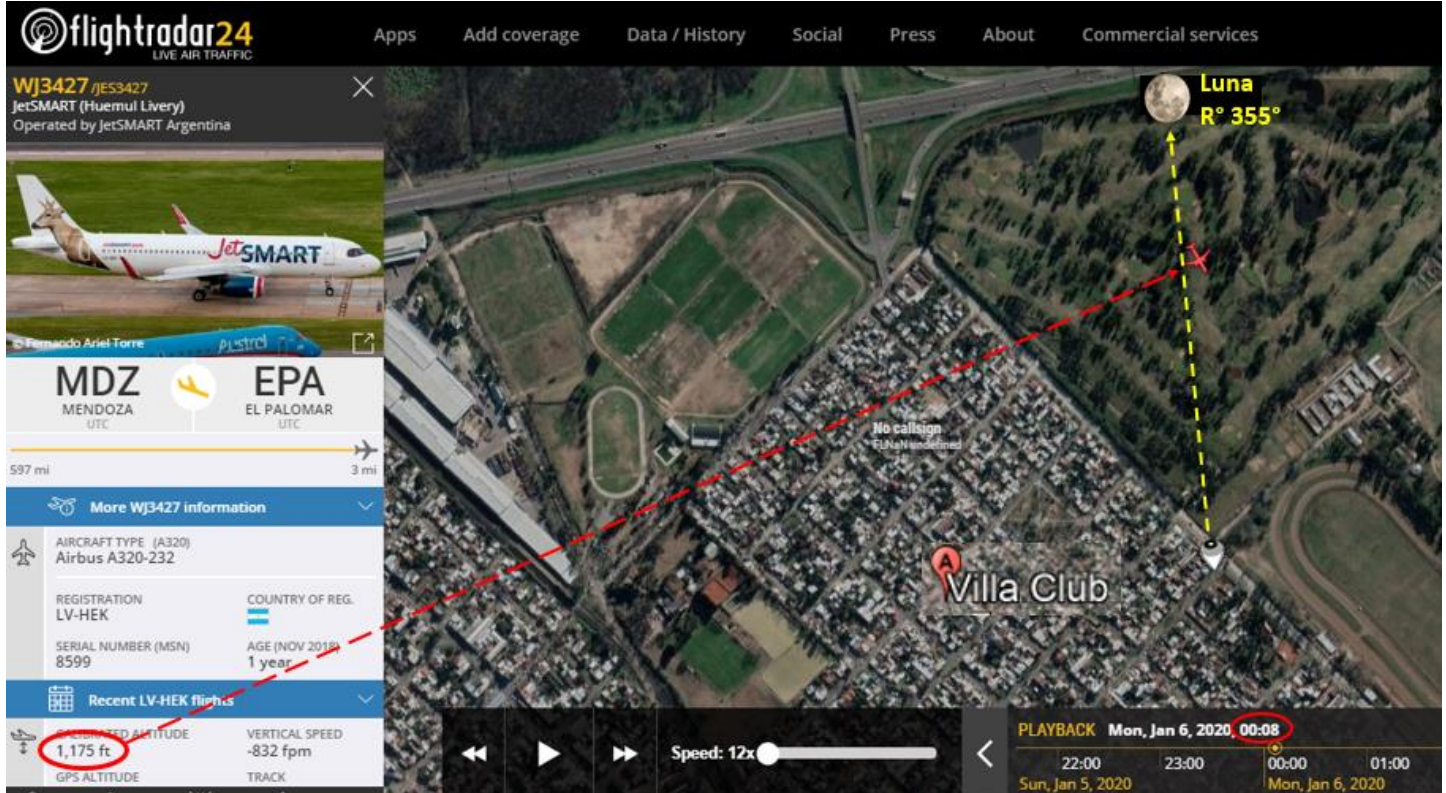 flightradar24
LIVE AIR TRAFFIC
Apps Add coverage Data / History Social Press About Commercial services
WJ3427 /JES3427
JetSMART (Huemul Livery)
Operated by JetSMART Argentina
JetSMART
Austral
© Fernando Ariel Torre
MDZ EPA
MENDOZA EL PALOMAR
UTC UTC
597 mi 3 mi
More WJ3427 information
AIRCRAFT TYPE (A320)
Airbus A320-232
REGISTRATION COUNTRY OF REG.
LV-HEK
SERIAL NUMBER (MSN) AGE (NOV 2018)
8599 1 year
Recent LV-HEK flights
CALIBRATED ALTITUDE VERTICAL SPEED
1,175 ft -832 fpm
GPS ALTITUDE TRACK
Luna
R° 355°
No callsign
FLNaN undefined
A
Villa Club
Speed: 12x
PLAYBACK Mon, Jan 6, 2020, 00:08
22:00 23:00 00:00 01:00
Sun, Jan 5, 2020 Mon, Jan 6, 2020